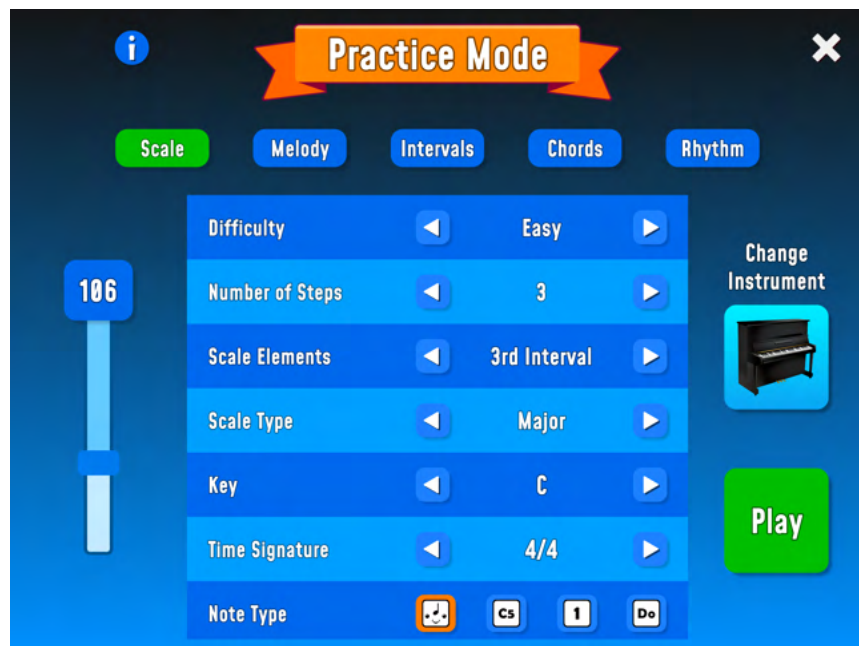 i
Practice Mode
Scale Melody Intervals Chords Rhythm
Difficulty Easy
Change
Instrument
106
Number of Steps 3
Scale Elements 3rd Interval
Scale Type Major
Key C
Play
Time Signature 4/4
Note Type C5 1 Do